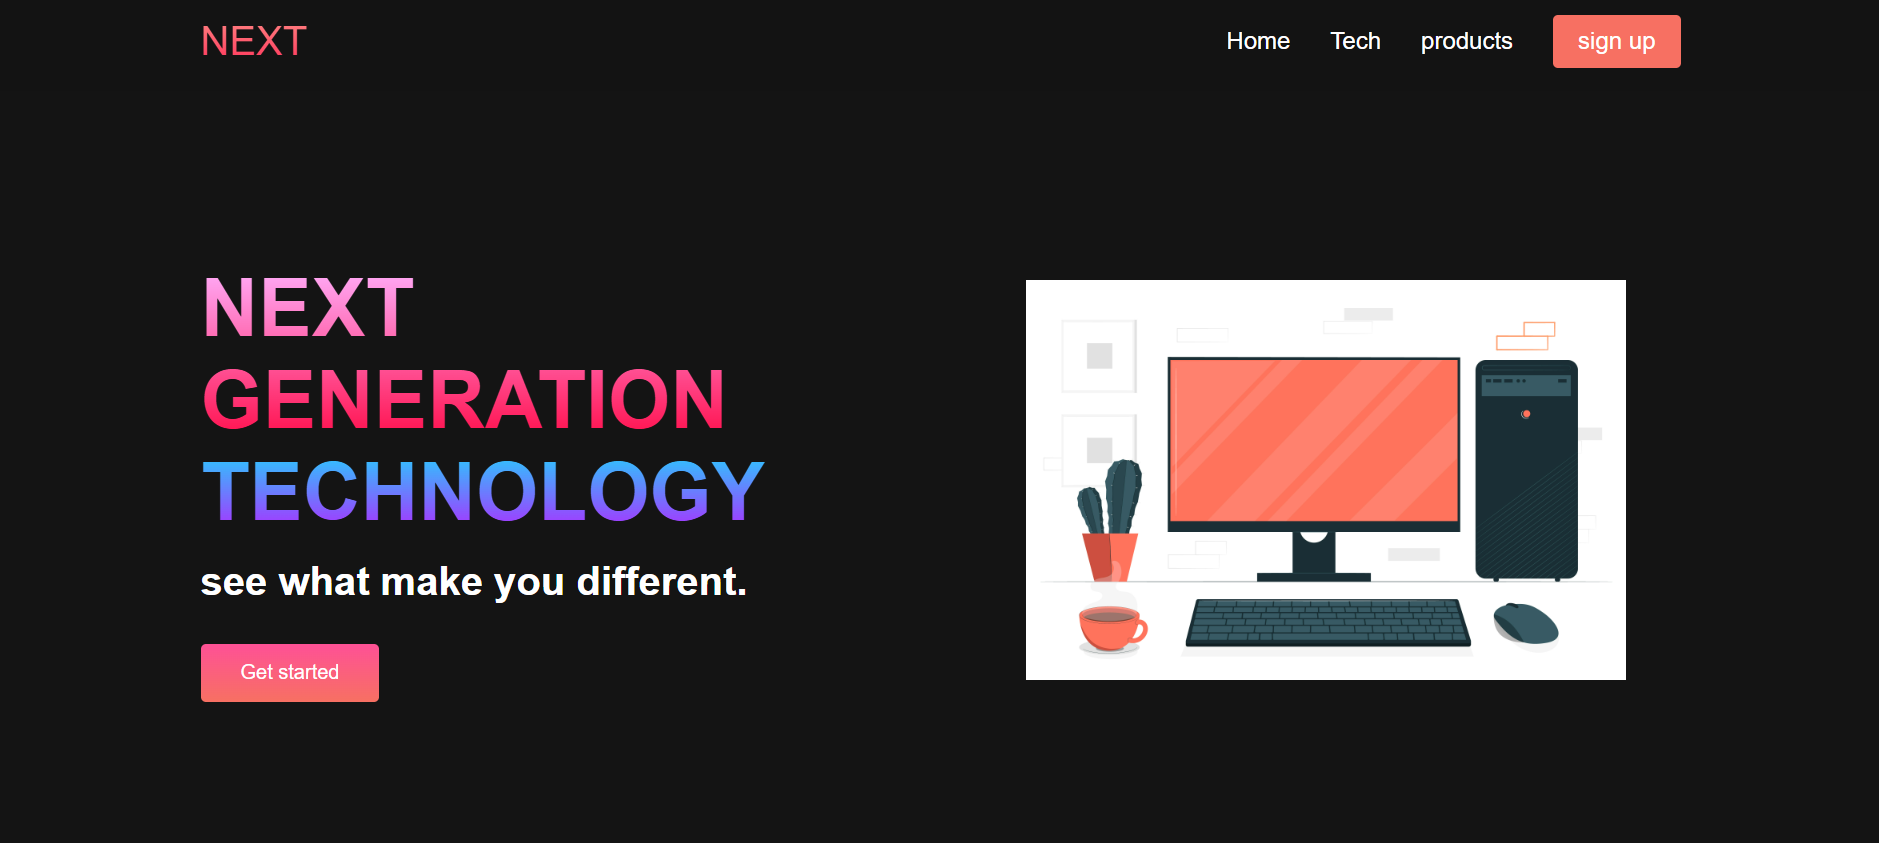 NEXT
Home Tech products sign up
NEXT
GENERATION
TECHNOLOGY
see what make you different.
Get started